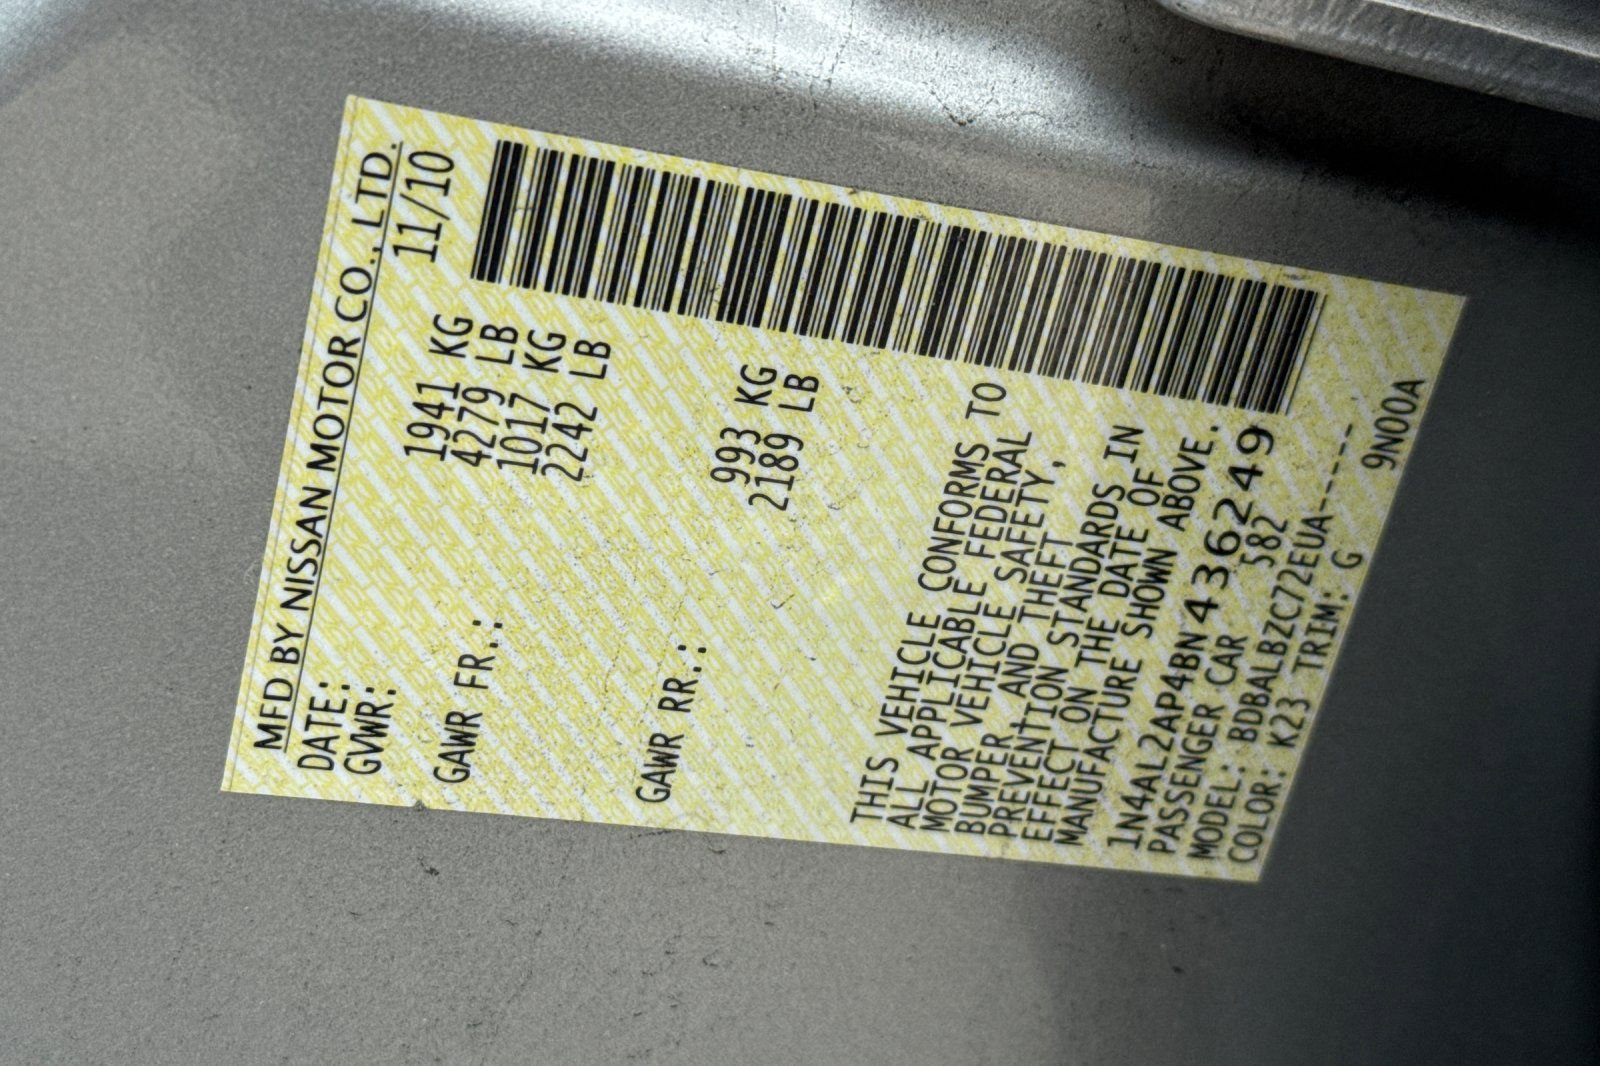 MFD BY NISSAN MOTOR CO., LTD.
DATE: 11/10
GVWR: 1941 KG
4279 LB
GAWR FR.: 1017 KG
2242 LB
GAWR RR.: 993 KG
2189 LB
THIS VEHICLE CONFORMS TO
ALL APPLICABLE FEDERAL
MOTOR VEHICLE SAFETY,
BUMPER AND THEFT
PREVENTION STANDARDS IN
EFFECT ON THE DATE OF
MANUFACTURE SHOWN ABOVE.
1N4AL2AP4BN436249
PASSENGER CAR 582
MODEL: BDBALBZC72EUA-----
COLOR: K23 TRIM: G 9N00A